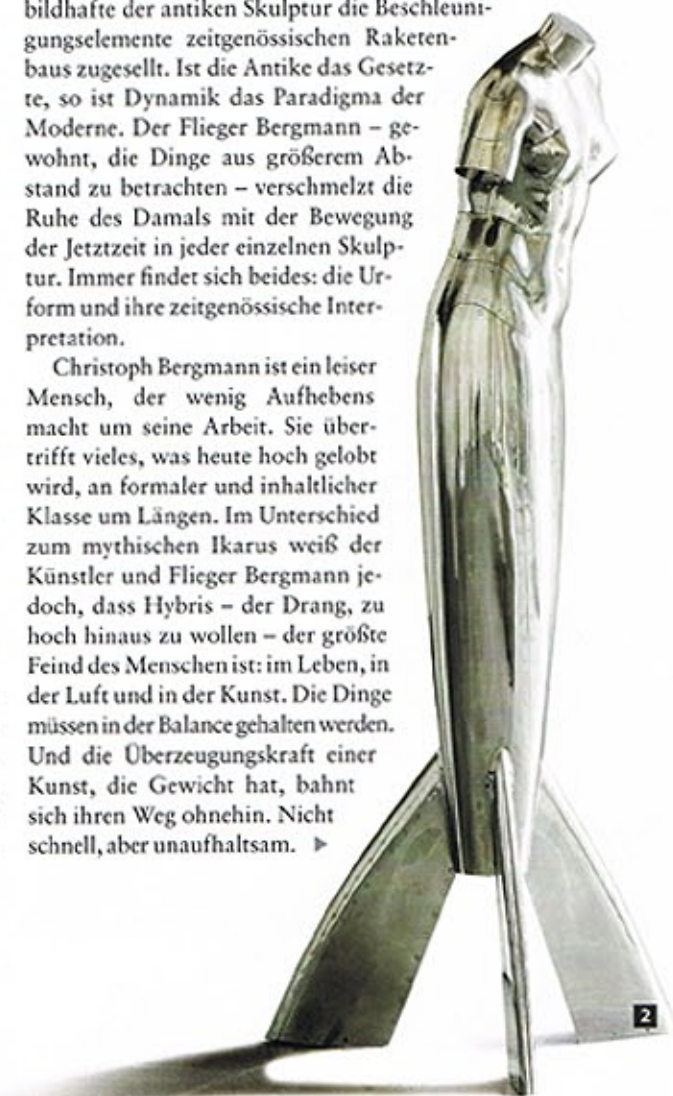 bildhafte der antiken Skulptur die Beschleuni-
gungselemente zeitgenössischen Raketen-
baus zugesellt. Ist die Antike das Gesetz-
te, so ist Dynamik das Paradigma der
Moderne. Der Flieger Bergmann – ge-
wohnt, die Dinge aus größerem Ab-
stand zu betrachten – verschmelzt die
Ruhe des Damals mit der Bewegung
der Jetztzeit in jeder einzelnen Skulp-
tur. Immer findet sich beides: die Ur-
form und ihre zeitgenössische Inter-
pretation.
Christoph Bergmann ist ein leiser
Mensch, der wenig Aufhebens
macht um seine Arbeit. Sie über-
trifft vieles, was heute hoch gelobt
wird, an formaler und inhaltlicher
Klasse um Längen. Im Unterschied
zum mythischen Ikarus weiß der
Künstler und Flieger Bergmann je-
doch, dass Hybris – der Drang, zu
hoch hinaus zu wollen – der größte
Feind des Menschen ist: im Leben, in
der Luft und in der Kunst. Die Dinge
müssen in der Balance gehalten werden.
Und die Überzeugungskraft einer
Kunst, die Gewicht hat, bahnt
sich ihren Weg ohnehin. Nicht
schnell, aber unaufhaltsam. ▶
2